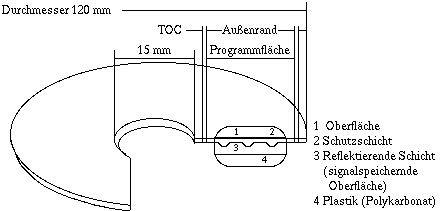 Durchmesser 120 mm
TOC
Außenrand
15 mm
Programmfläche
1 2
3
4
1 Oberfläche
2 Schutzschicht
3 Reflektierende Schicht
(signalspeichernde
Oberfläche)
4 Plastik (Polykarbonat)